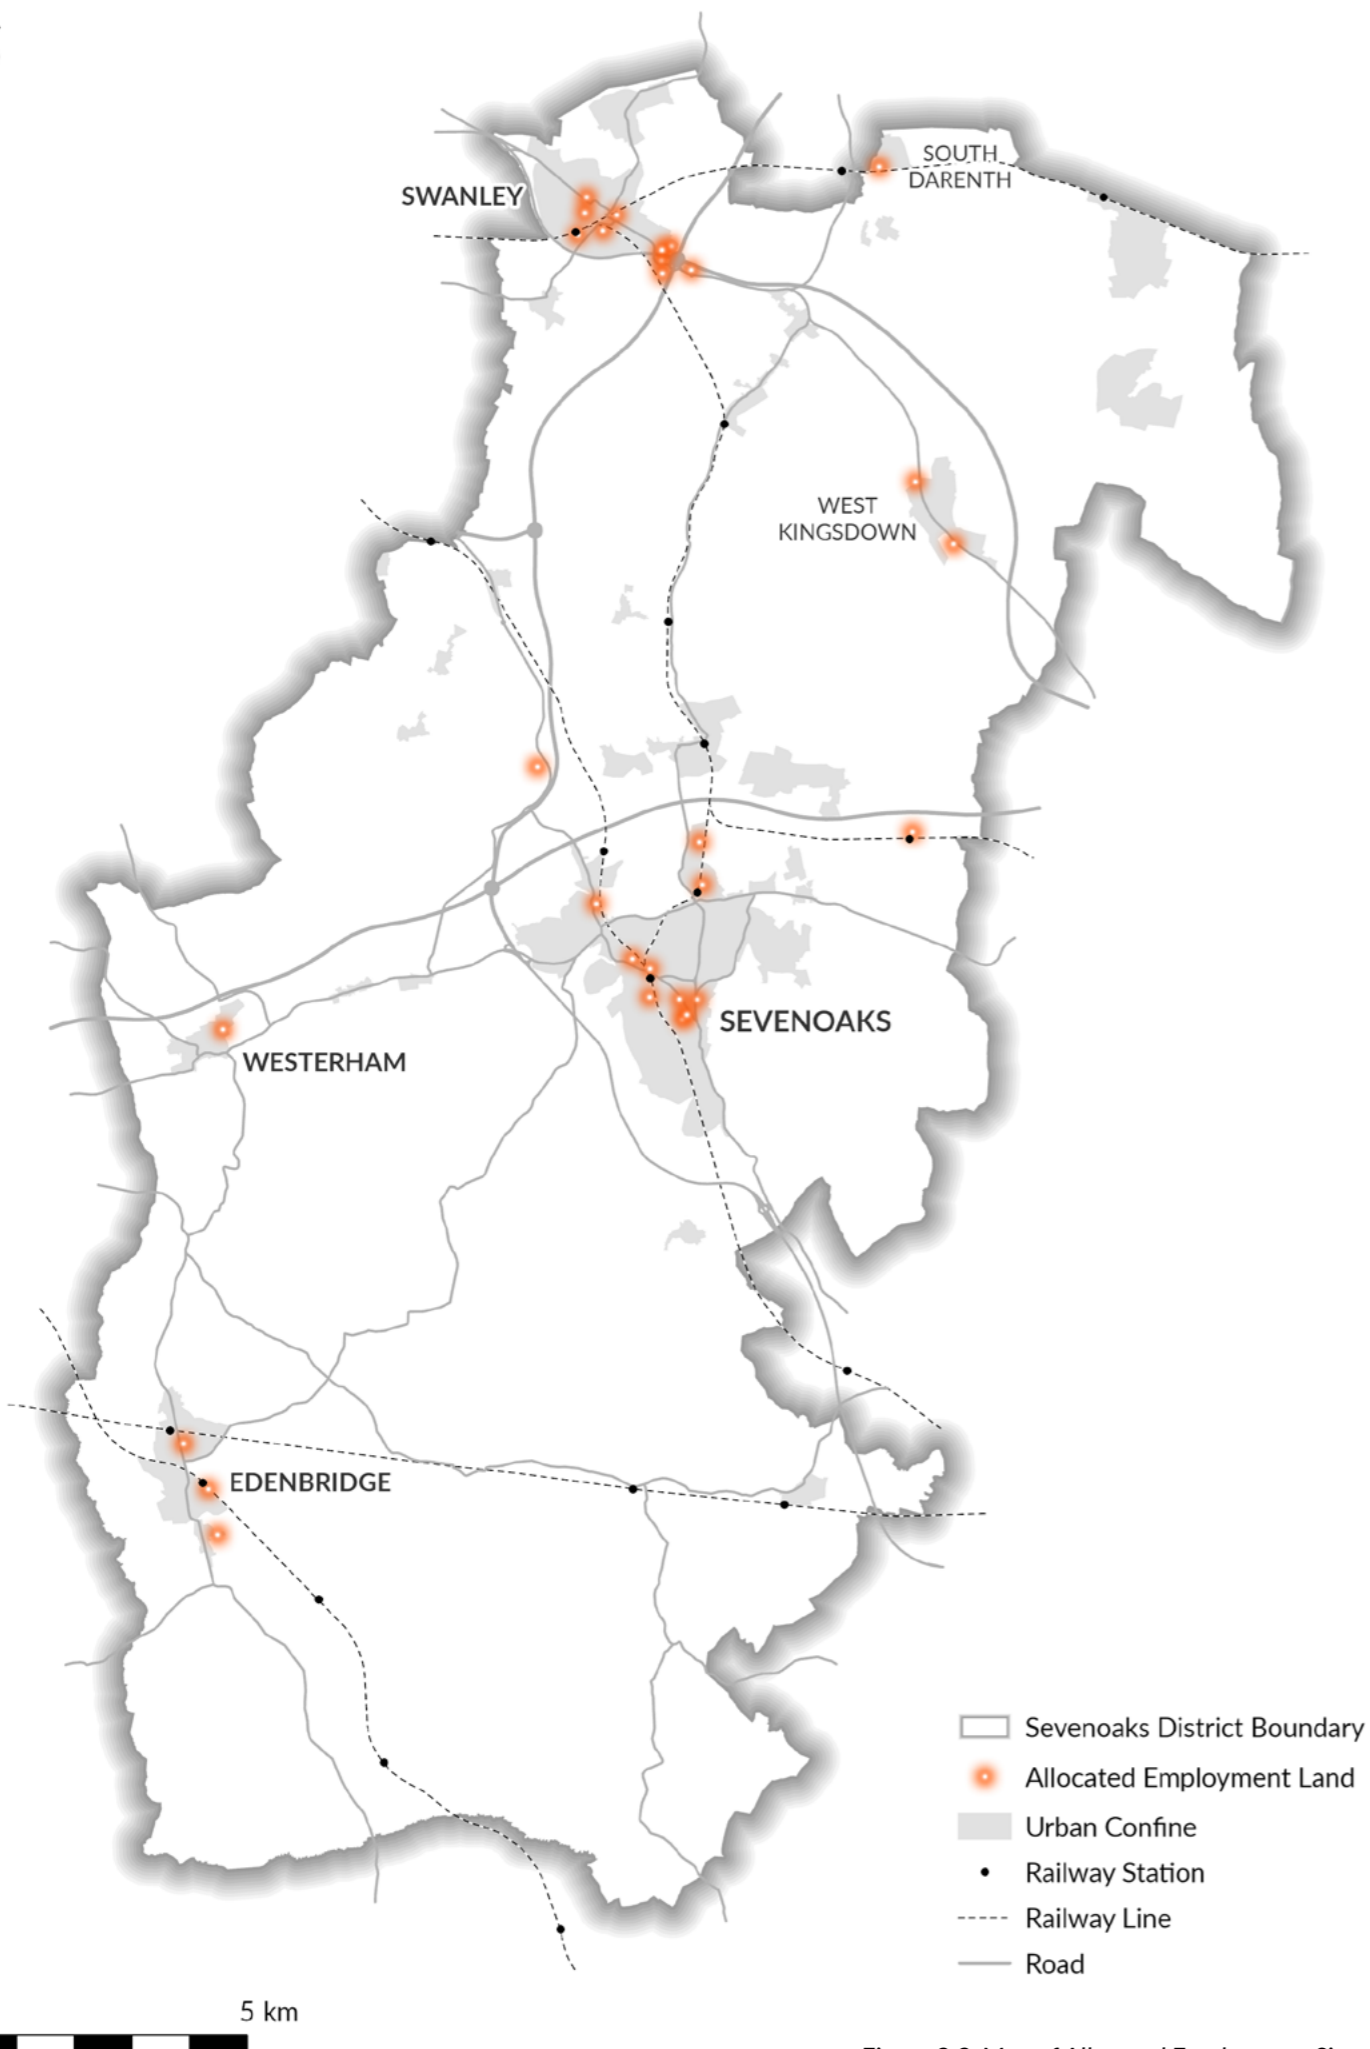 SWANLEY
SOUTH
DARENTH
WEST
KINGSDOWN
SEVENOAKS
WESTERHAM
EDENBRIDGE
Sevenoaks District Boundary
Allocated Employment Land
Urban Confine
Railway Station
Railway Line
Road
5 km